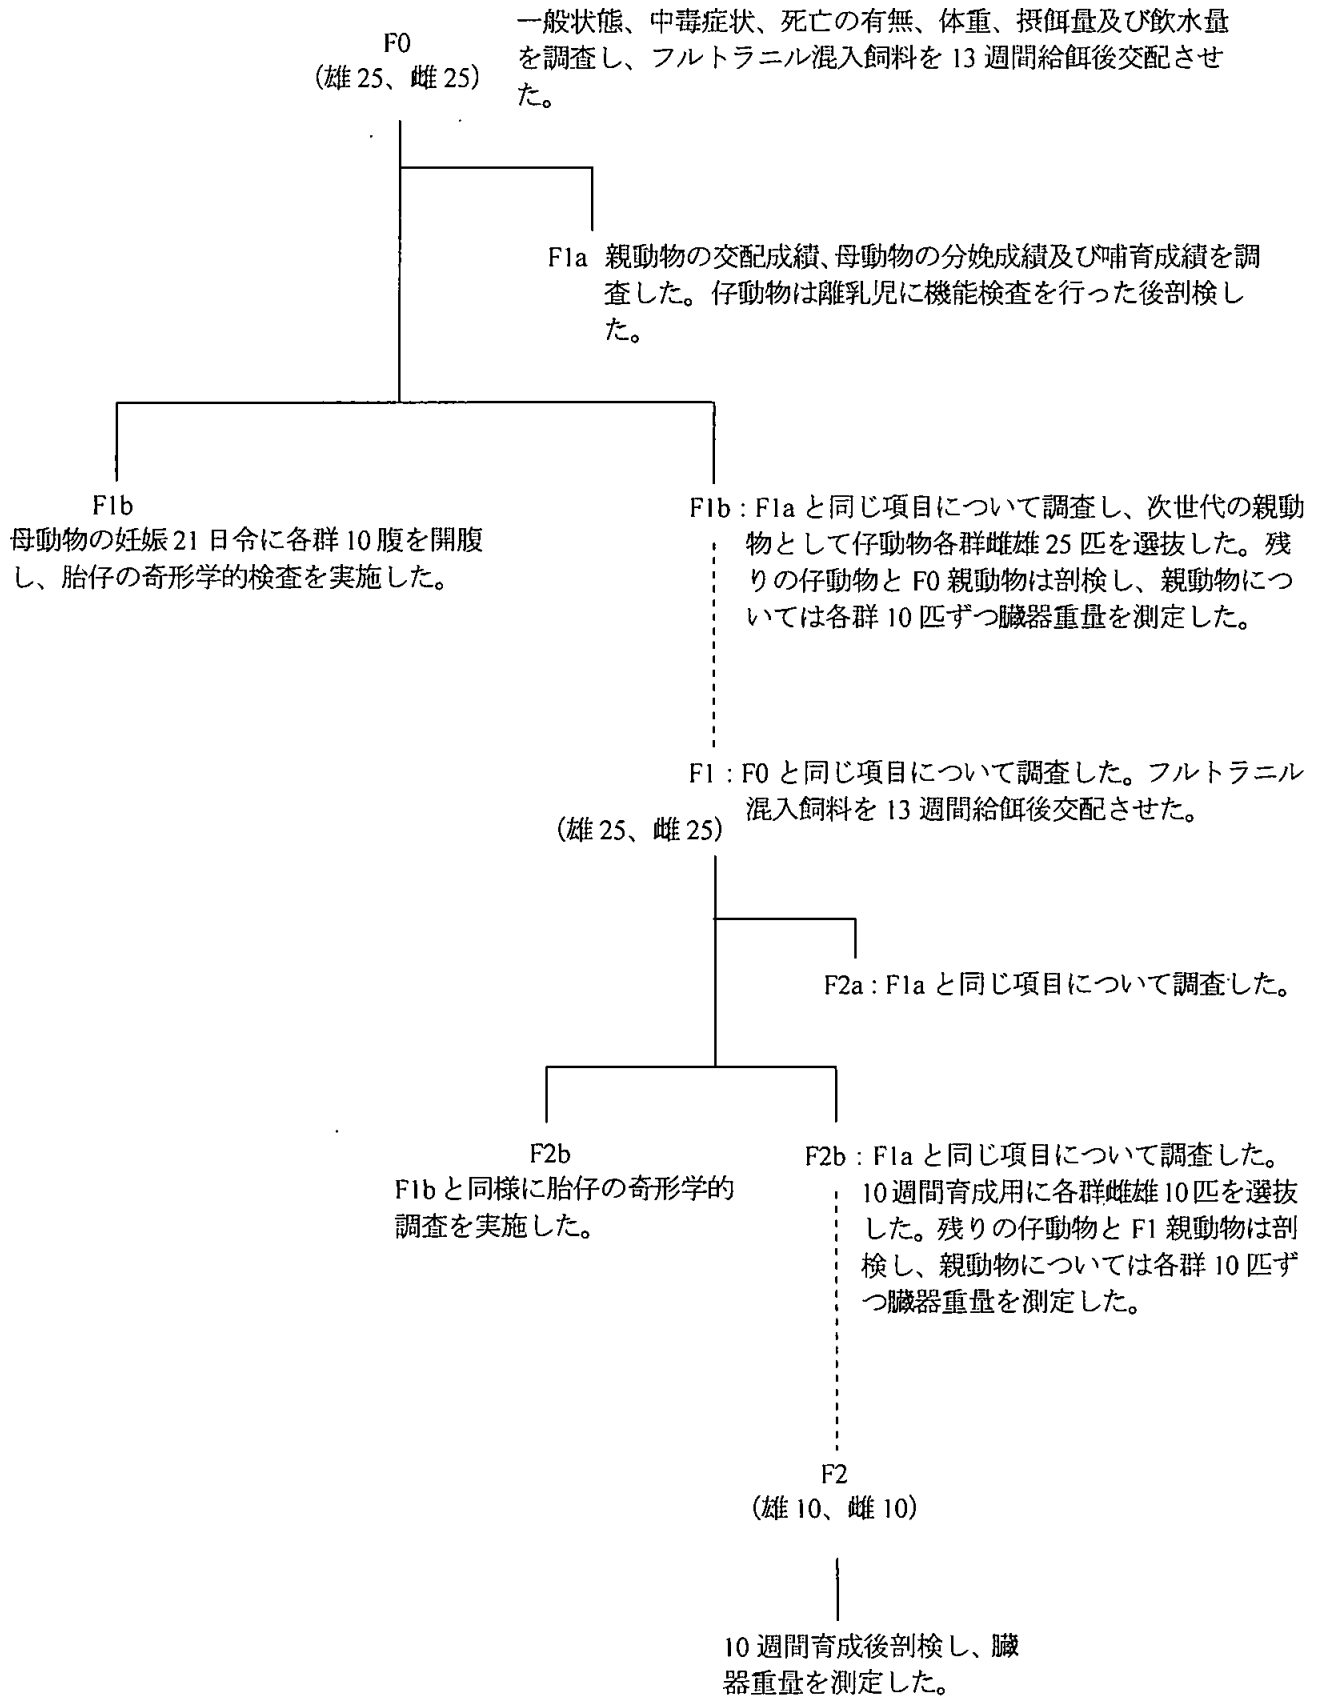 F0
(雄 25、雌 25)
一般状態、中毒症状、死亡の有無、体重、摂餌量及び飲水量
を調査し、フルトラニル混入飼料を 13 週間給餌後交配させ
た。
F1a 親動物の交配成績、母動物の分娩成績及び哺育成績を調
査した。仔動物は離乳児に機能検査を行った後剖検し
た。
F1b
母動物の妊娠 21 日令に各群 10 腹を開腹
し、胎仔の奇形学的検査を実施した。
F1b : F1a と同じ項目について調査し、次世代の親動
物として仔動物各群雌雄 25 匹を選抜した。残
りの仔動物と F0 親動物は剖検し、親動物につ
いては各群 10 匹ずつ臓器重量を測定した。
F1 : F0 と同じ項目について調査した。フルトラニル
混入飼料を 13 週間給餌後交配させた。
(雄 25、雌 25)
F2a : F1a と同じ項目について調査した。
F2b
F1b と同様に胎仔の奇形学的
調査を実施した。
F2b : F1a と同じ項目について調査した。
10 週間育成用に各群雌雄 10 匹を選抜
した。残りの仔動物と F1 親動物は剖
検し、親動物については各群 10 匹ず
つ臓器重量を測定した。
F2
(雄 10、雌 10)
10 週間育成後剖検し、臓
器重量を測定した。